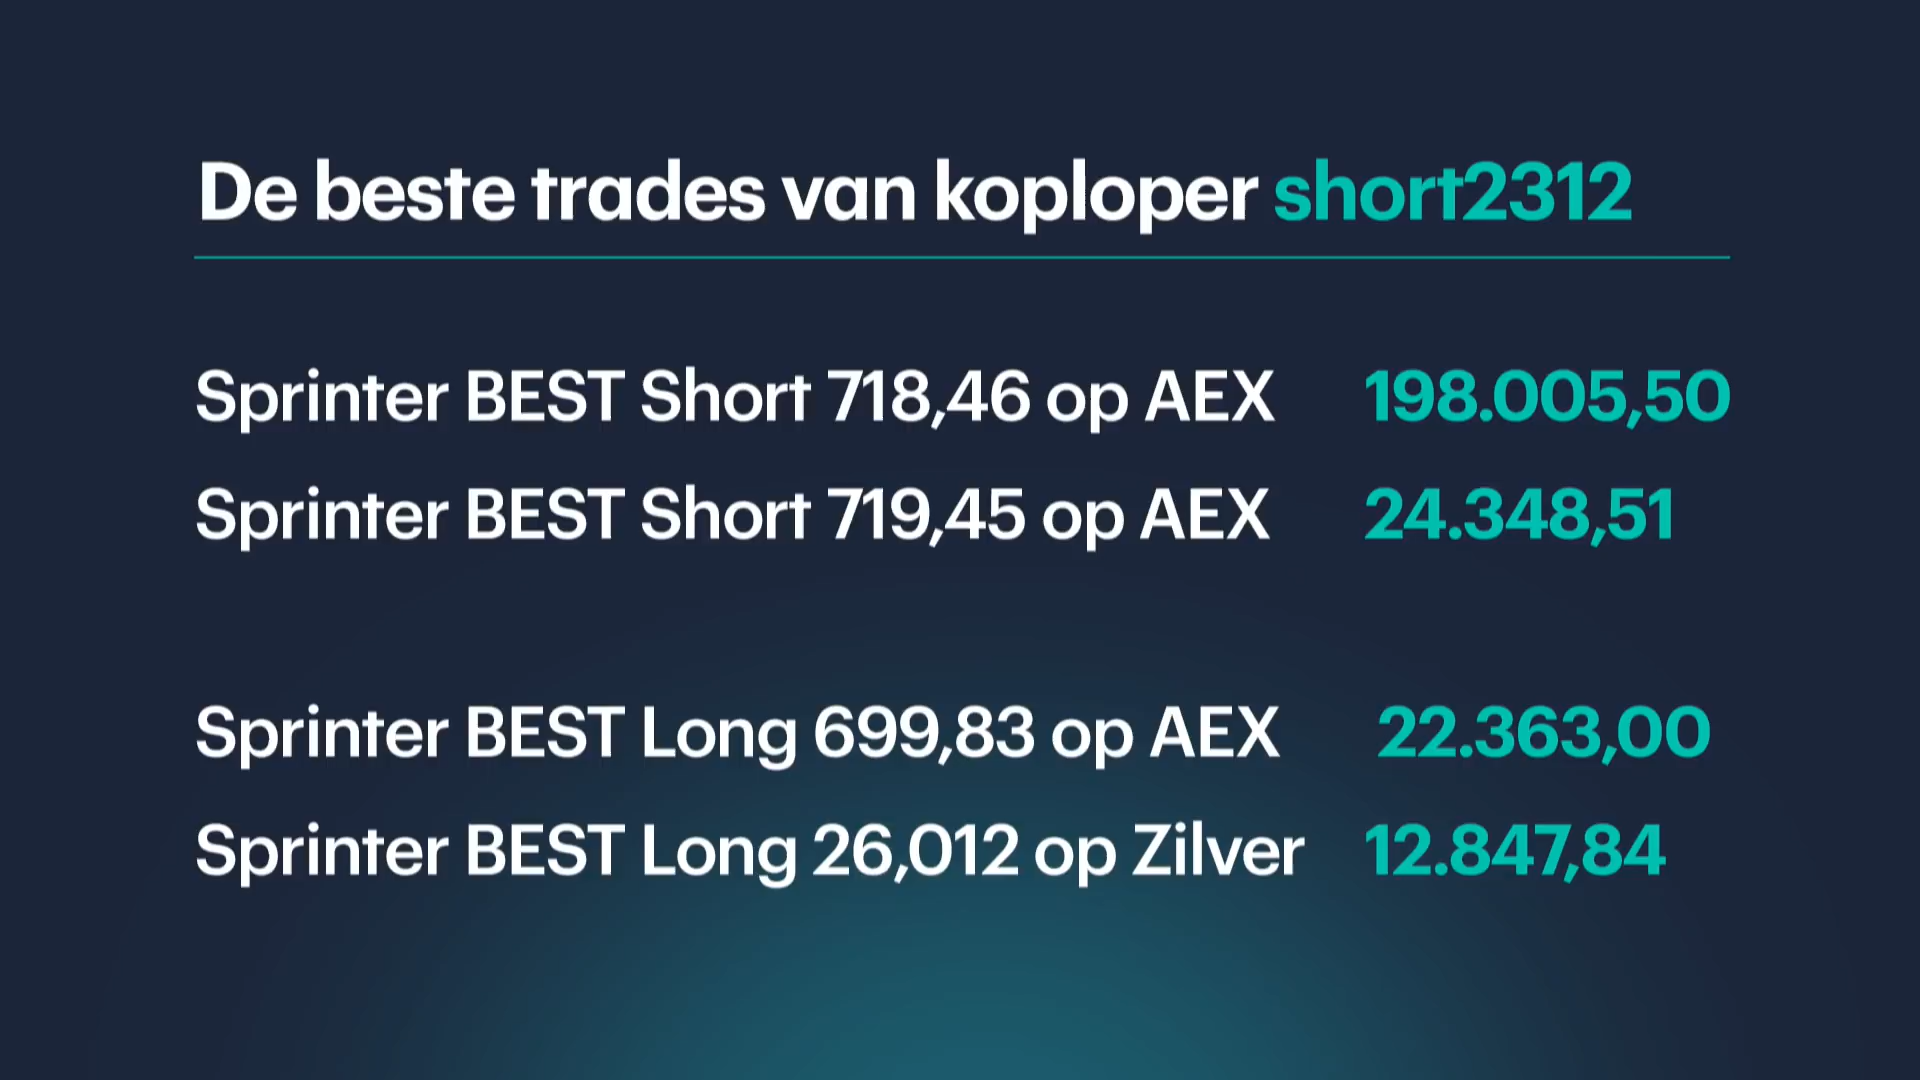 De beste trades van koploper short2312
Sprinter BEST Short 718,46 op AEX 198.005,50
Sprinter BEST Short 719,45 op AEX 24.348,51
Sprinter BEST Long 699,83 op AEX 22.363,00
Sprinter BEST Long 26,012 op Zilver 12.847,84